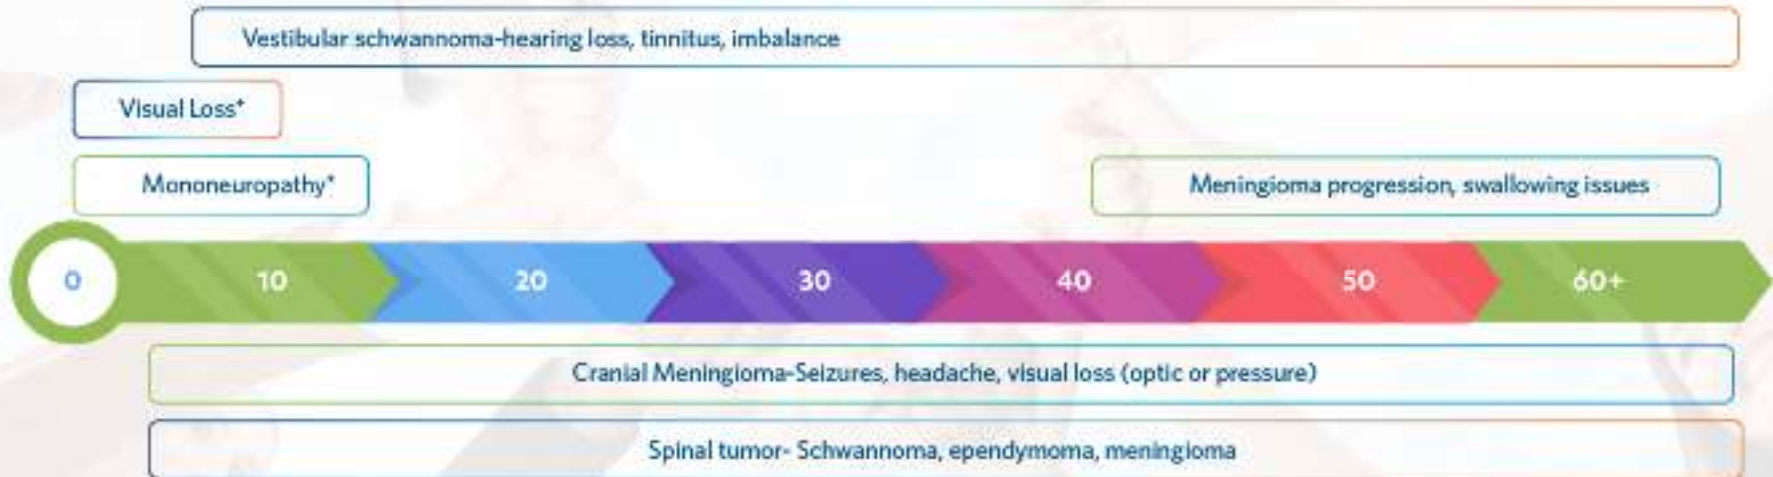 Vestibular schwannoma-hearing loss, tinnitus, imbalance
Visual Loss*
Mononeuropathy*
Meningioma progression, swallowing issues
0 10 20 30 40 50 60+
Cranial Meningioma-Seizures, headache, visual loss (optic or pressure)
Spinal tumor- Schwannoma, ependymoma, meningioma